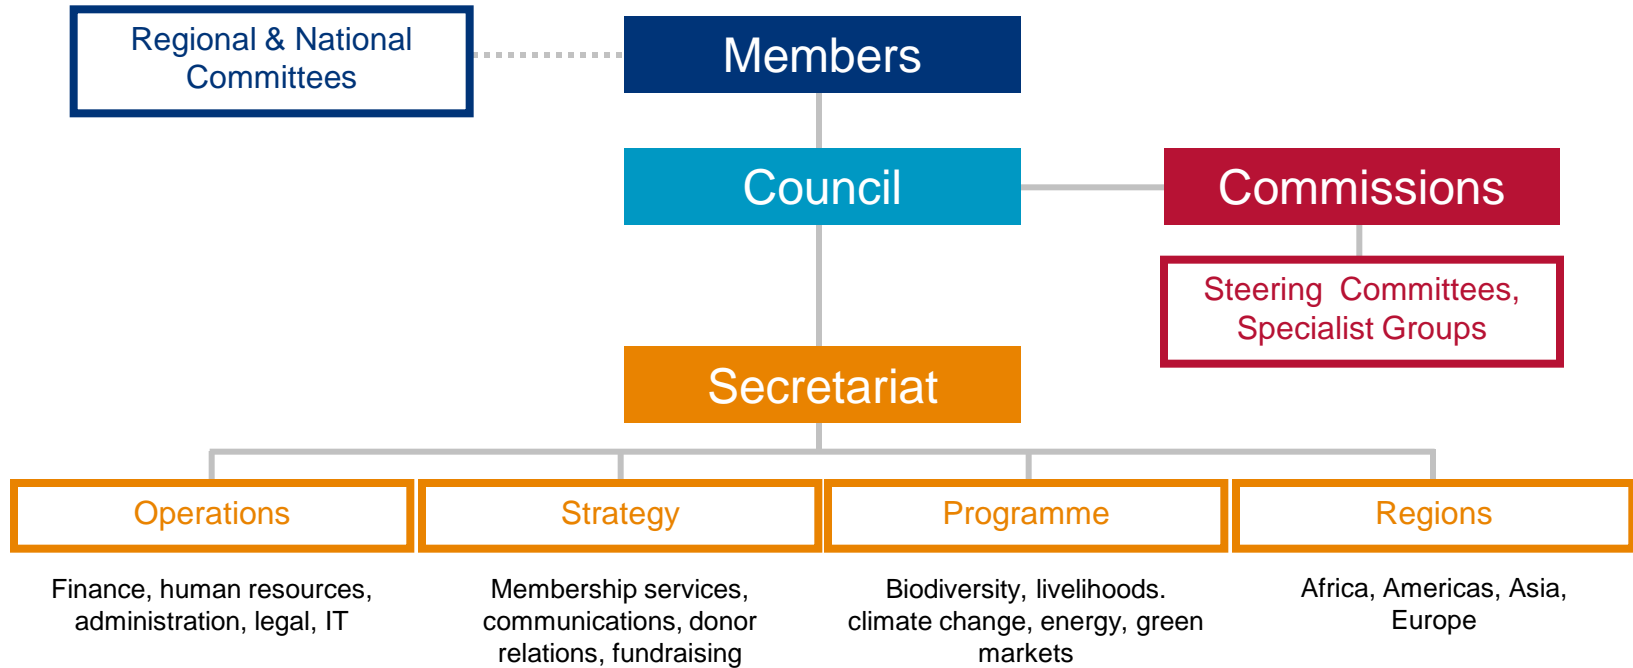 Regional & National
Committees
Members
Council
Commissions
Steering Committees,
Specialist Groups
Secretariat
Operations
Strategy
Programme
Regions
Finance, human resources,
administration, legal, IT
Membership services,
communications, donor
relations, fundraising
Biodiversity, livelihoods.
climate change, energy, green
markets
Africa, Americas, Asia,
Europe